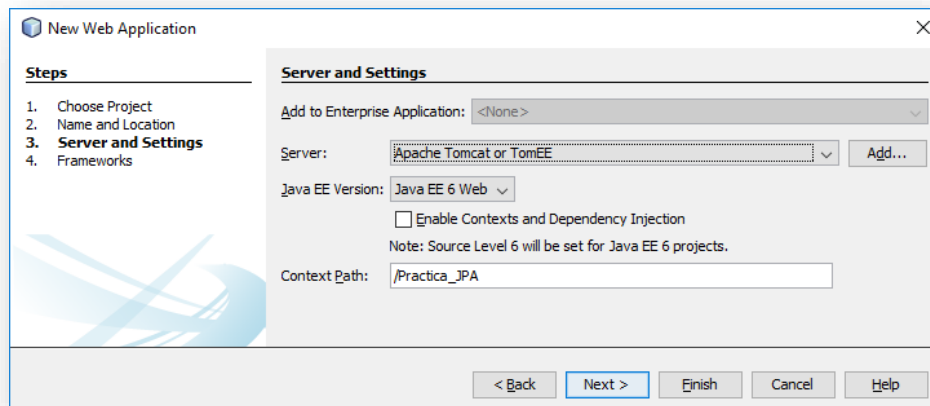 New Web Application
Steps
1. Choose Project
2. Name and Location
3. Server and Settings
4. Frameworks
Server and Settings
Add to Enterprise Application: <None>
Server: Apache Tomcat or TomEE Add...
Java EE Version: Java EE 6 Web
Enable Contexts and Dependency Injection
Note: Source Level 6 will be set for Java EE 6 projects.
Context Path: /Practica_JPA
< Back Next > Finish Cancel Help